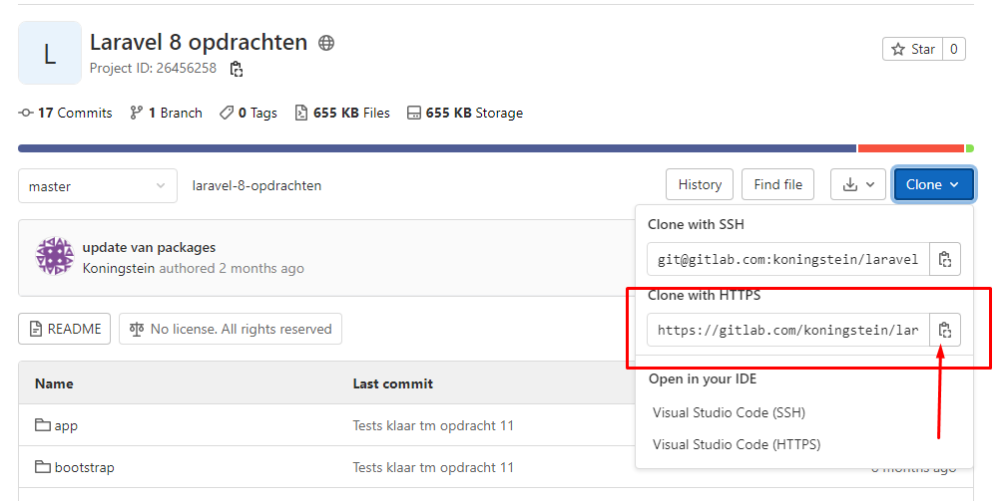 L
Laravel 8 opdrachten
Project ID: 26456258
Star 0
17 Commits 1 Branch 0 Tags 655 KB Files 655 KB Storage
master laravel-8-opdrachten History Find file Clone
Clone with SSH
git@gitlab.com:koningstein/laravel
update van packages
Koningstein authored 2 months ago
Clone with HTTPS
https://gitlab.com/koningstein/lar
README No license. All rights reserved
Open in your IDE
Name Last commit
Visual Studio Code (SSH)
app Tests klaar tm opdracht 11
Visual Studio Code (HTTPS)
bootstrap Tests klaar tm opdracht 11 months ago